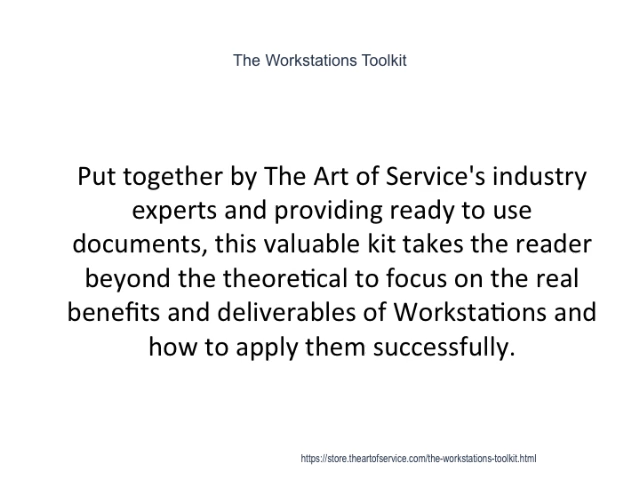 The Workstations Toolkit
Put together by The Art of Service's industry
experts and providing ready to use
documents, this valuable kit takes the reader
beyond the theoretical to focus on the real
benefits and deliverables of Workstations and
how to apply them successfully.
https://store.theartofservice.com/the-workstations-toolkit.html